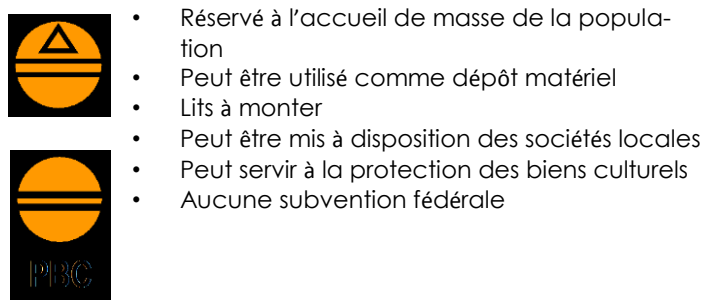 • Réservé à l'accueil de masse de la popula-
tion
• Peut être utilisé comme dépôt matériel
• Lits à monter
• Peut être mis à disposition des sociétés locales
• Peut servir à la protection des biens culturels
• Aucune subvention fédérale
PBC